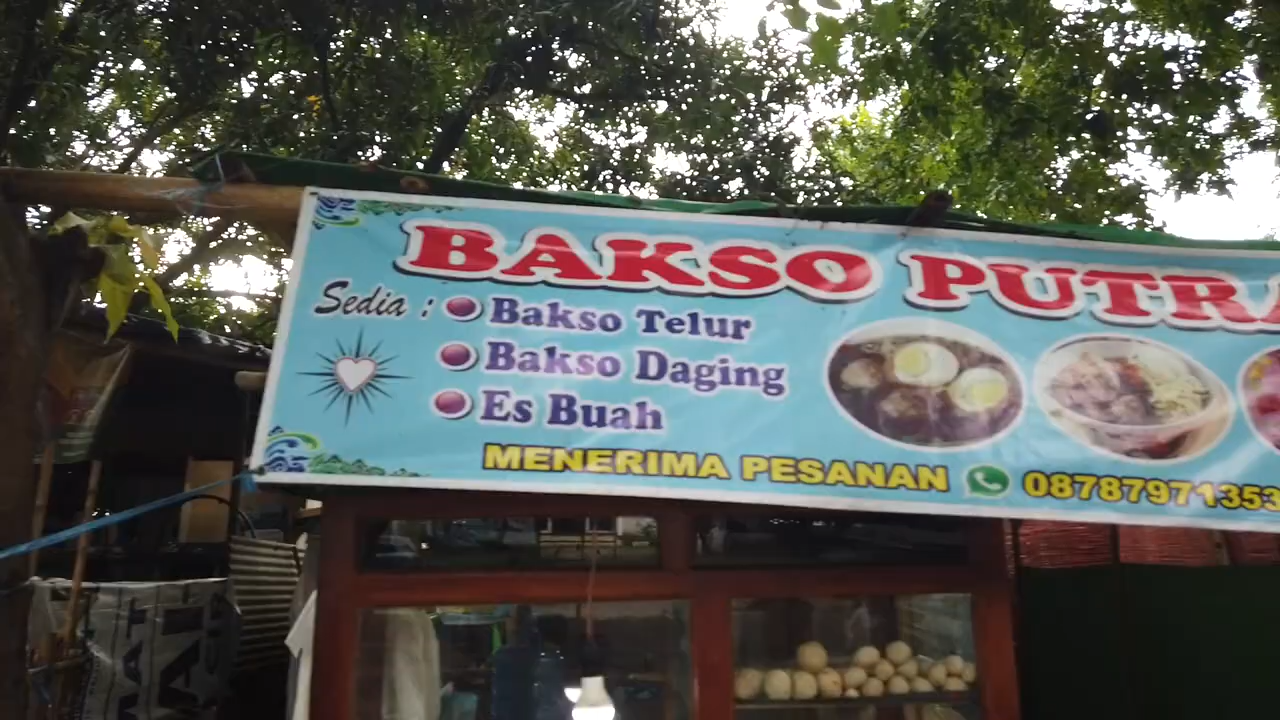 BAKSO PUTRA
Sedia :
Bakso Telur
Bakso Daging
Es Buah
MENERIMA PESANAN 08787971353